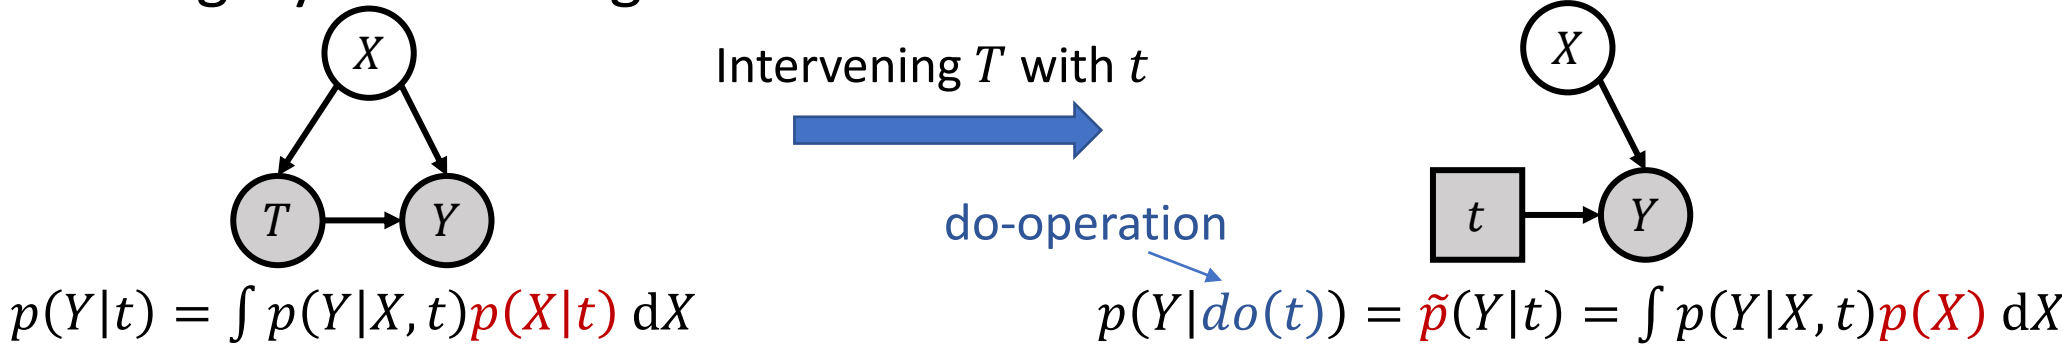 X
Intervening T with t
X
T
Y
do-operation
t
Y
p(Y|t) = ∫ p(Y|X, t)p(X|t) dX
p(Y|do(t)) = p̃(Y|t) = ∫ p(Y|X, t)p(X) dX